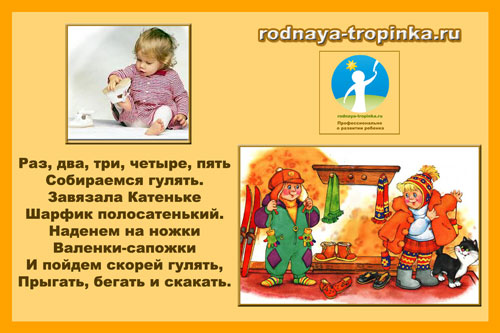 rodnaya-tropinka.ru
rodnaya-tropinka.ru
Профессионально
о развитии ребенка
Раз, два, три, четыре, пять
Собираемся гулять.
Завязала Катеньке
Шарфик полосатенький.
Наденем на ножки
Валенки-сапожки
И пойдем скорей гулять,
Прыгать, бегать и скакать.